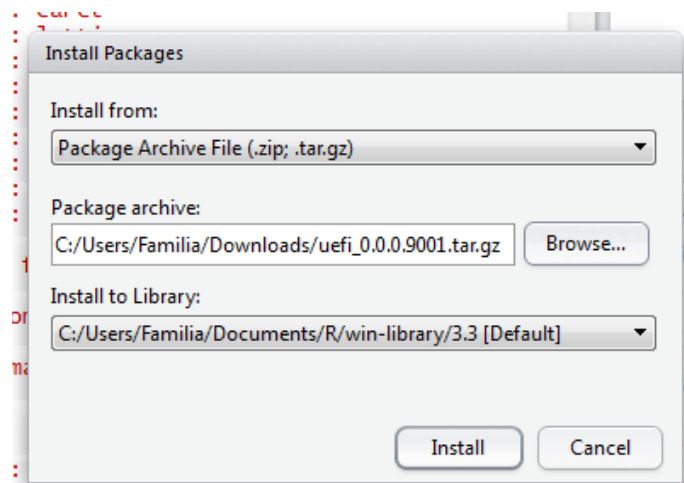 : caret
Install Packages
Install from:
Package Archive File (.zip; .tar.gz)
Package archive:
C:/Users/Familia/Downloads/uefi_0.0.0.9001.tar.gz
Browse...
Install to Library:
C:/Users/Familia/Documents/R/win-library/3.3 [Default]
Install
Cancel